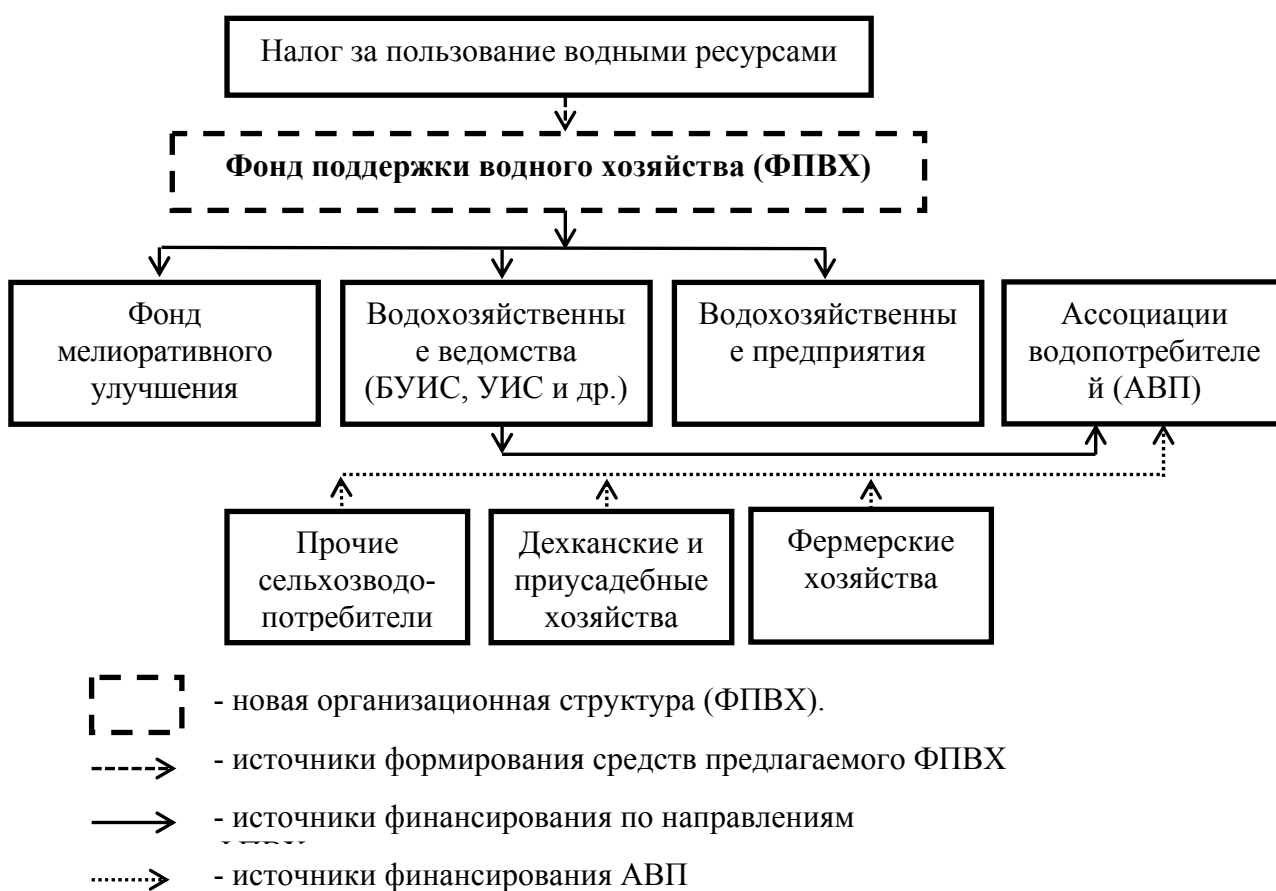 Налог за пользование водными ресурсами
Фонд поддержки водного хозяйства (ФПВХ)
Фонд
мелиоративного
улучшения
Водохозяйственны
е ведомства
(БУИС, УИС и др.)
Водохозяйственны
е предприятия
Ассоциации
водопотребителе
й (АВП)
Прочие
сельхозводо-
потребители
Дехканские и
приусадебные
хозяйства
Фермерские
хозяйства
- новая организационная структура (ФПВХ).
- источники формирования средств предлагаемого ФПВХ
- источники финансирования по направлениям
- источники финансирования АВП